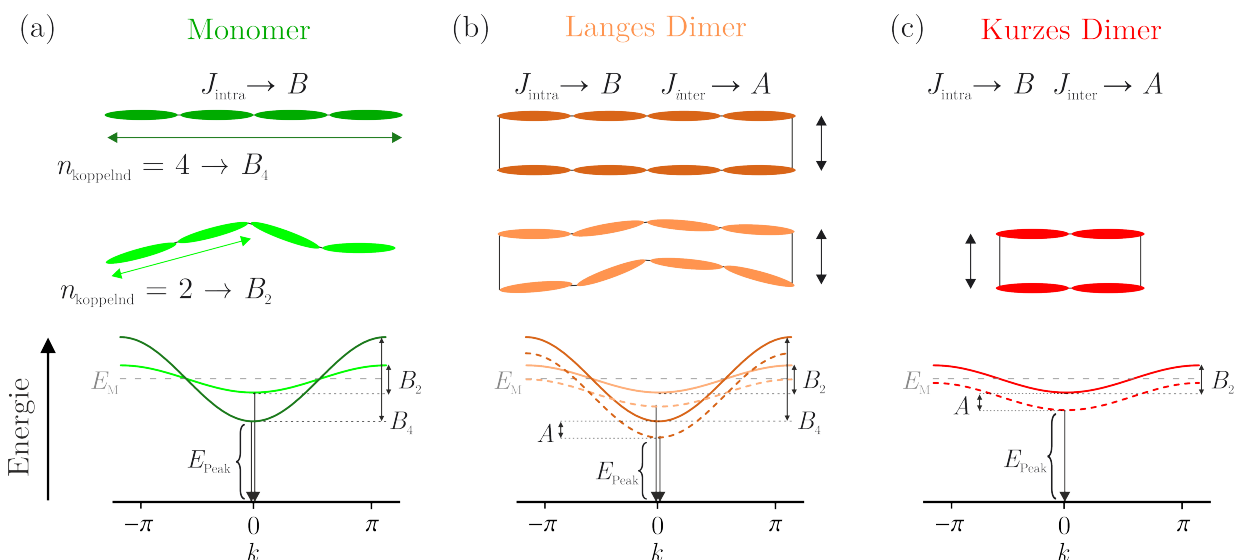 (a) Monomer
J_intra → B
n_koppelnd = 4 → B_4
n_koppelnd = 2 → B_2
Energie
E_M
B_2
B_4
E_Peak
−π 0 π
k
(b) Langes Dimer
J_intra → B J_inter → A
E_M
B_2
B_4
A
E_Peak
−π 0 π
k
(c) Kurzes Dimer
J_intra → B J_inter → A
E_M
B_2
A
E_Peak
−π 0 π
k